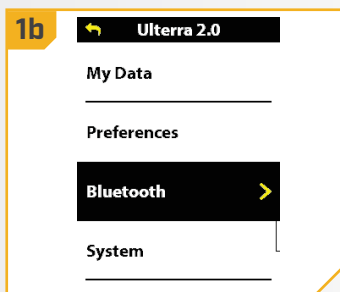 1b
Ulterra 2.0
My Data
Preferences
Bluetooth
System